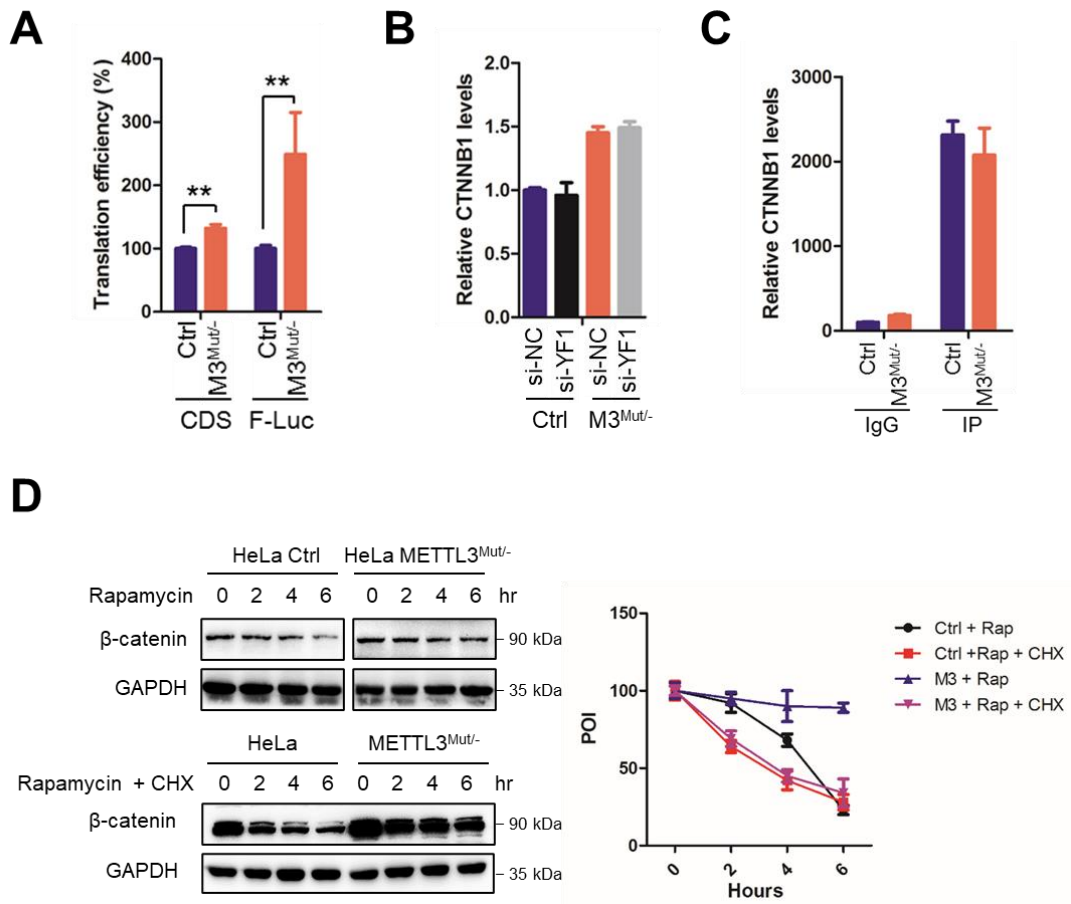 A
Translation efficiency (%)
400
300
200
100
0
**
**
Ctrl
M3Mut/-
Ctrl
M3Mut/-
CDS F-Luc
B
Relative CTNNB1 levels
2.0
1.5
1.0
0.5
0.0
si-NC
si-YF1
si-NC
si-YF1
Ctrl M3Mut/-
C
Relative CTNNB1 levels
3000
2000
1000
0
Ctrl
M3Mut/-
Ctrl
M3Mut/-
IgG IP
D
HeLa Ctrl HeLa METTL3Mut/-
Rapamycin 0 2 4 6 0 2 4 6 hr
β-catenin 90 kDa
GAPDH 35 kDa
HeLa METTL3Mut/-
Rapamycin + CHX 0 2 4 6 0 2 4 6 hr
β-catenin 90 kDa
GAPDH 35 kDa
POI
150
100
50
0
0 2 4 6
Hours
Ctrl + Rap
Ctrl +Rap + CHX
M3 + Rap
M3 + Rap + CHX